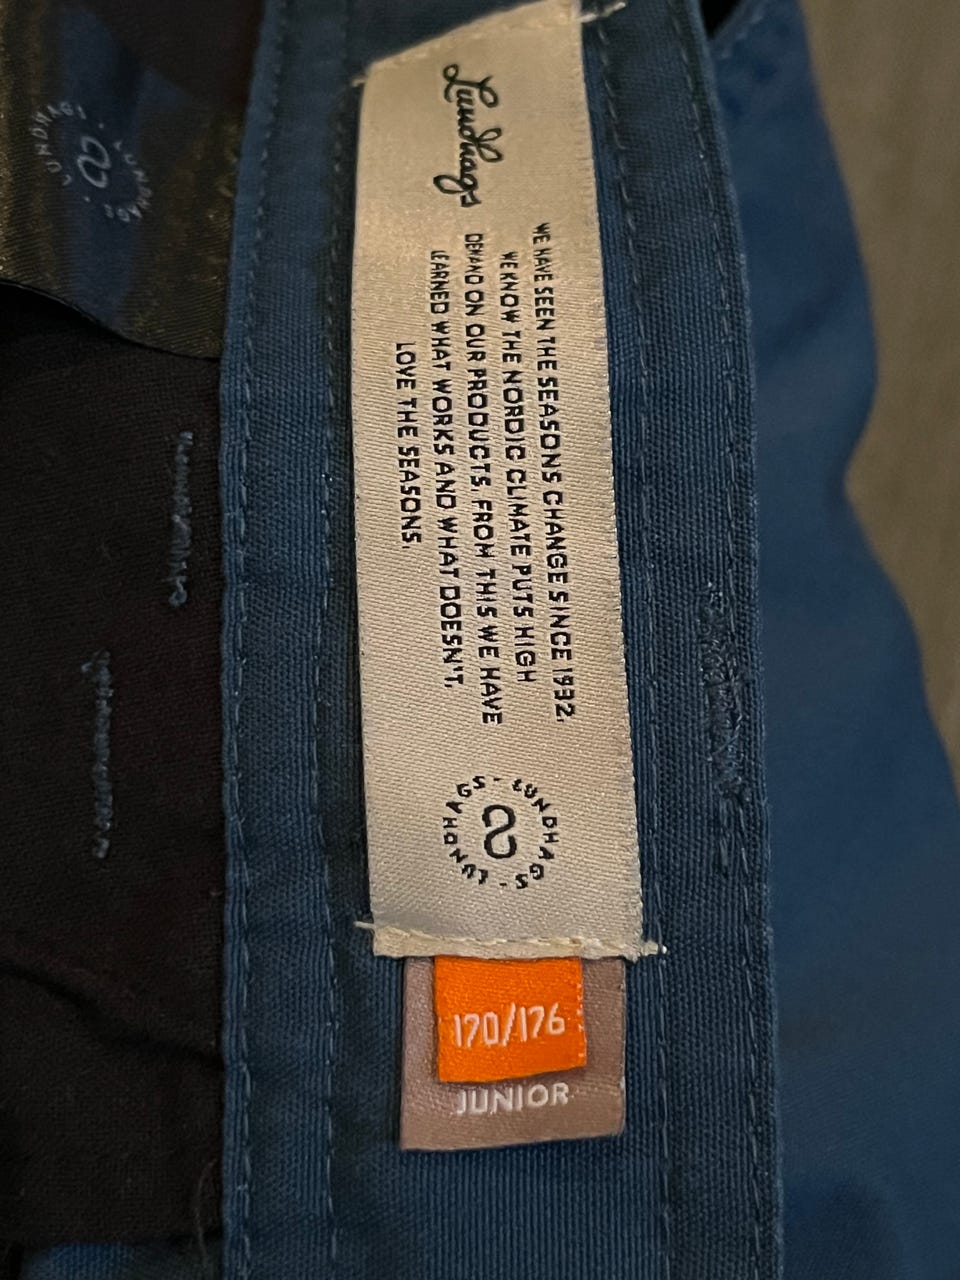 Lundhags
WE HAVE SEEN THE SEASONS CHANGE SINCE 1932.
WE KNOW THE NORDIC CLIMATE PUTS HIGH
DEMAND ON OUR PRODUCTS. FROM THIS WE HAVE
LEARNED WHAT WORKS AND WHAT DOESN'T.
LOVE THE SEASONS.
LUNDHAGS · LUNDHAGS ·
170/176
JUNIOR
LUNDHAGS · LUNDHAGS ·